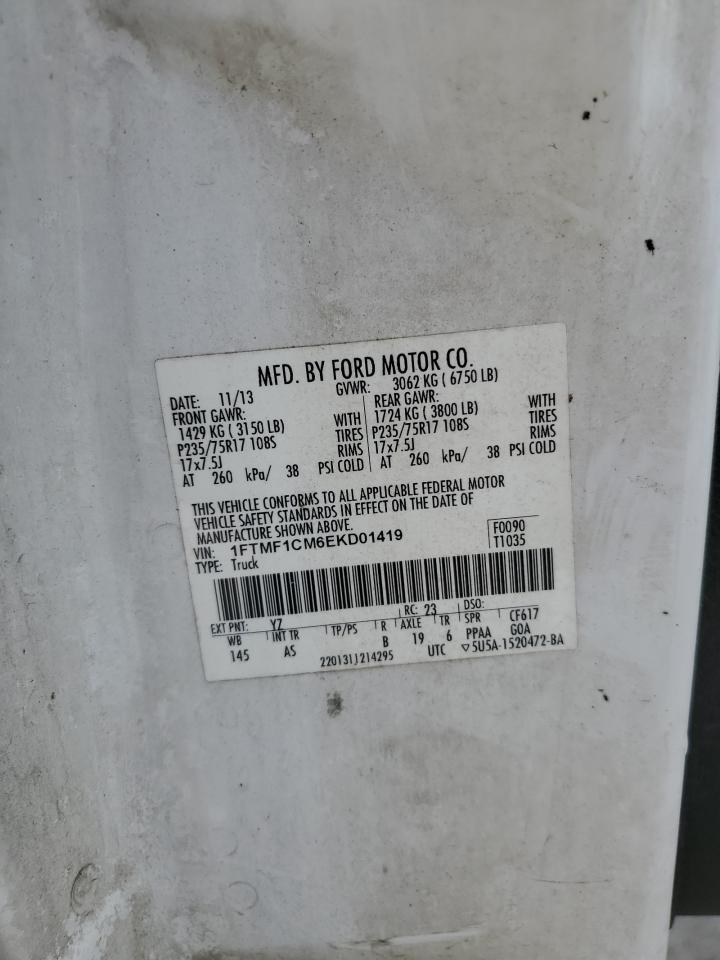 MFD. BY FORD MOTOR CO.
DATE: 11/13 GVWR: 3062 KG ( 6750 LB)
FRONT GAWR: REAR GAWR:
1429 KG ( 3150 LB) WITH 1724 KG ( 3800 LB) WITH
P235/75R17 108S TIRES P235/75R17 108S TIRES
17x7.5J RIMS 17x7.5J RIMS
AT 260 kPa/ 38 PSI COLD AT 260 kPa/ 38 PSI COLD
THIS VEHICLE CONFORMS TO ALL APPLICABLE FEDERAL MOTOR
VEHICLE SAFETY STANDARDS IN EFFECT ON THE DATE OF
MANUFACTURE SHOWN ABOVE.
VIN: 1FTMF1CM6EKD01419 F0090
TYPE: Truck T1035
EXT PNT: YZ RC: 23 DSO:
WB INT TR TP/PS R AXLE TR SPR CF617
145 AS B 19 6 PPAA GOA
220131J214295 UTC ▽5U5A-1520472-BA